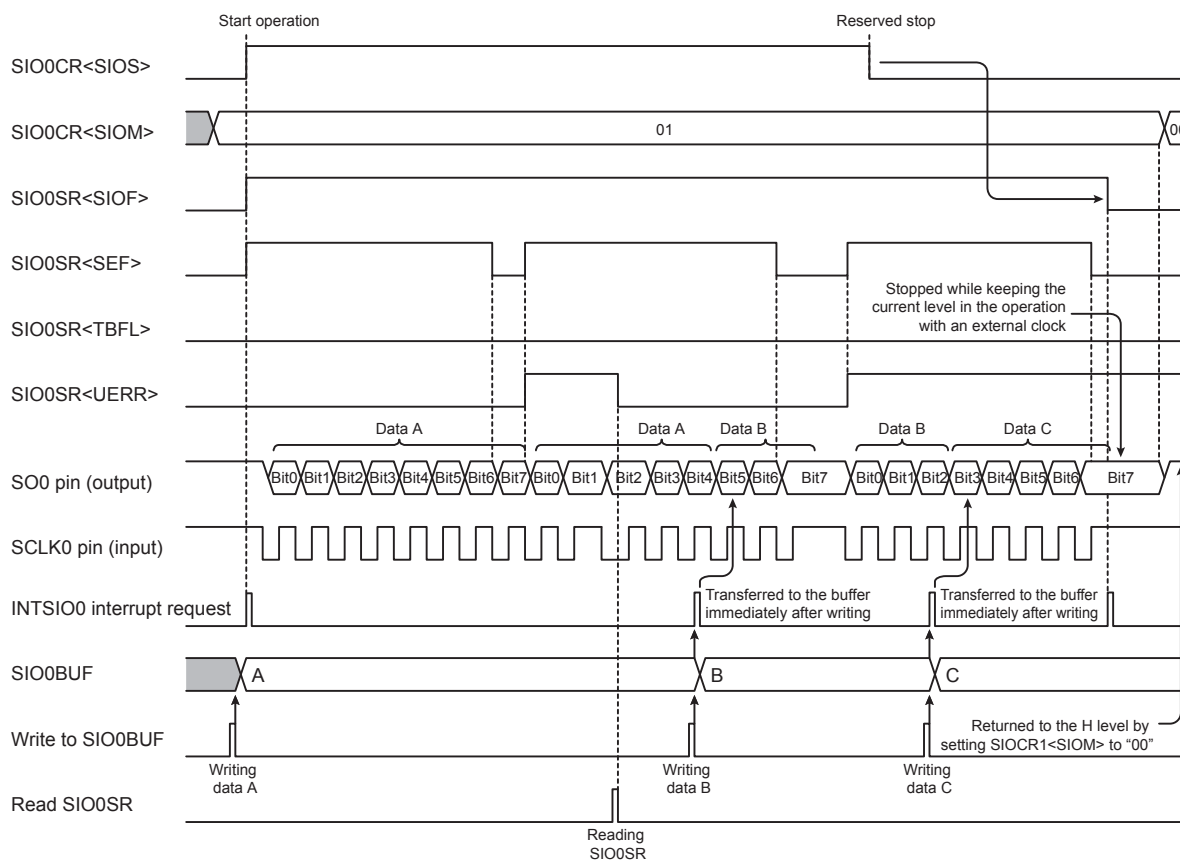 Start operation
Reserved stop
SIO0CR<SIOS>
SIO0CR<SIOM>
01
00
SIO0SR<SIOF>
SIO0SR<SEF>
Stopped while keeping the
current level in the operation
with an external clock
SIO0SR<TBFL>
SIO0SR<UERR>
Data A
Data A
Data B
Data B
Data C
SO0 pin (output)
Bit0 Bit1 Bit2 Bit3 Bit4 Bit5 Bit6 Bit7 Bit0 Bit1 Bit2 Bit3 Bit4 Bit5 Bit6 Bit7 Bit0 Bit1 Bit2 Bit3 Bit4 Bit5 Bit6 Bit7
SCLK0 pin (input)
INTSIO0 interrupt request
Transferred to the buffer
immediately after writing
Transferred to the buffer
immediately after writing
SIO0BUF
A
B
C
Write to SIO0BUF
Returned to the H level by
setting SIOCR1<SIOM> to “00”
Writing
data A
Writing
data B
Writing
data C
Read SIO0SR
Reading
SIO0SR